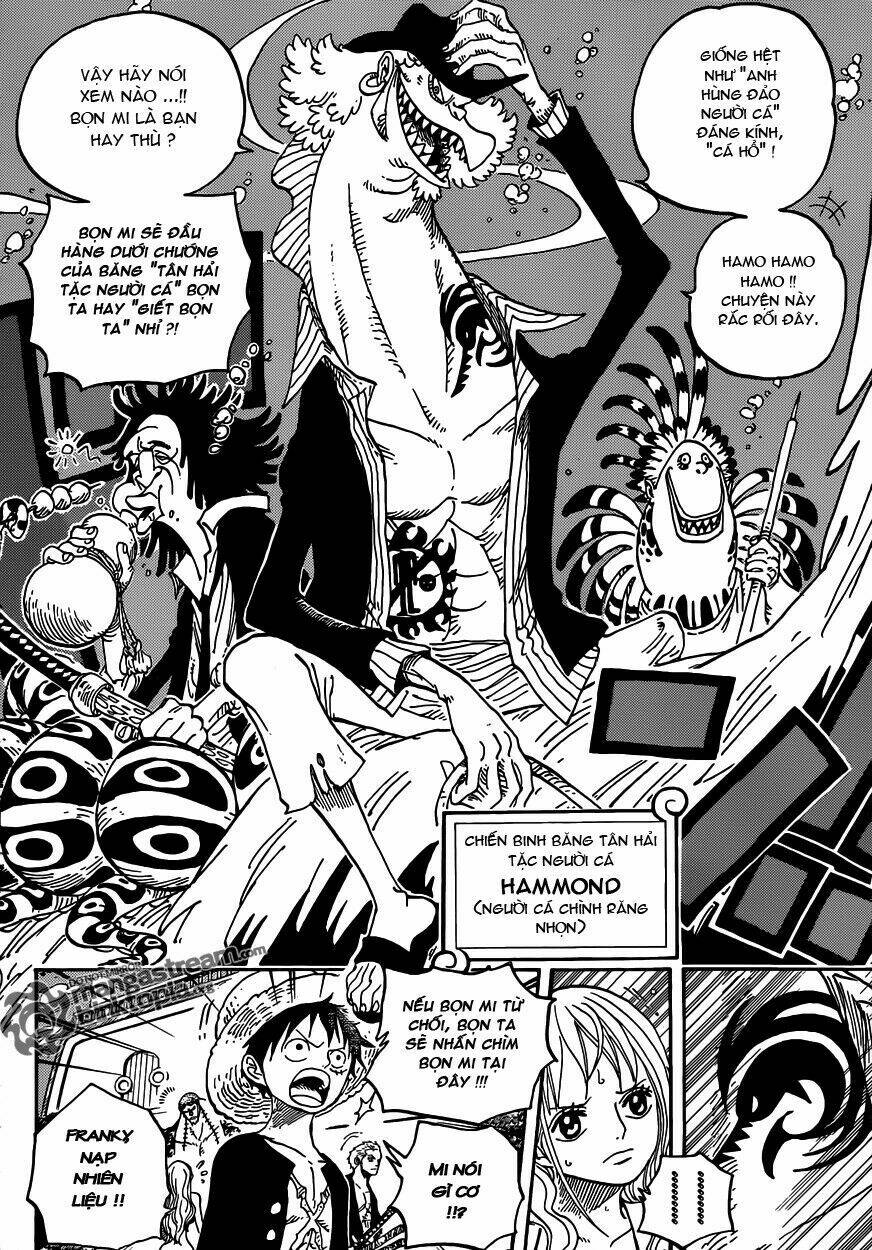 GIỐNG HỆT
NHƯ "ANH
HÙNG ĐẢO
NGƯỜI CÁ"
ĐÁNG KÍNH,
"CÁ HỔ" !
HAMO HAMO
HAMO !!
CHUYỆN NÀY
RẮC RỐI ĐÂY.
VẬY HÃY NÓI
XEM NÀO ...!!
BỌN MI LÀ BẠN
HAY THÙ ?
BỌN MI SẼ ĐẦU
HÀNG DƯỚI CHƯỚNG
CỦA BĂNG "TÂN HẢI
TẶC NGƯỜI CÁ" BỌN
TA HAY "GIẾT BỌN
TA" NHỈ ?!
CHIẾN BINH BĂNG TÂN HẢI
TẶC NGƯỜI CÁ
HAMMOND
(NGƯỜI CÁ CHÌNH RĂNG
NHỌN)
NẾU BỌN MI TỪ
CHỐI, BỌN TA
SẼ NHẤN CHÌM
BỌN MI TẠI
ĐÂY !!!
MI NÓI
GÌ CƠ
!!?
FRANKY,
NẠP
NHIÊN
LIỆU !!
DO NOT MIRROR
mangastream.com